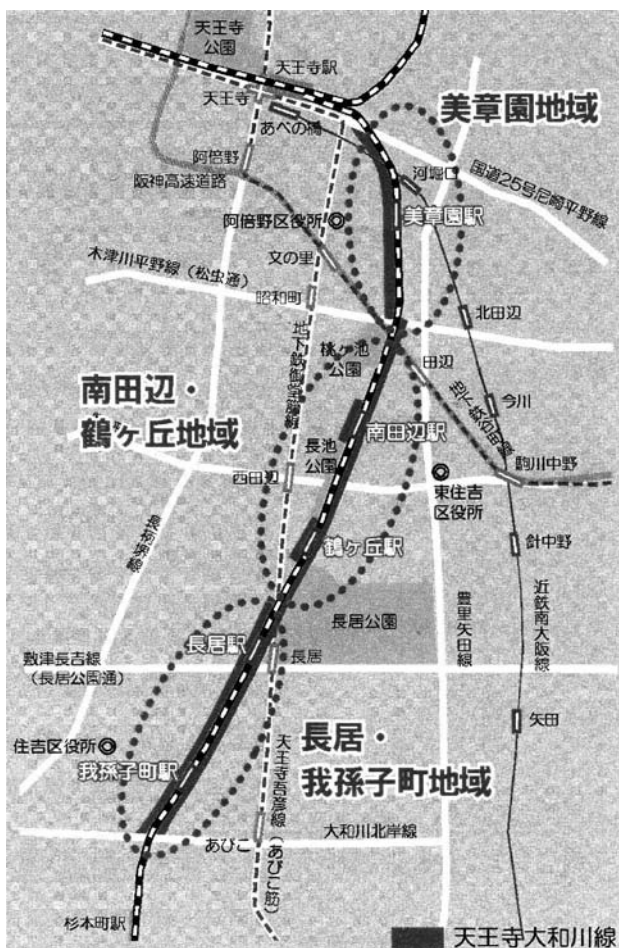 天王寺
公園
天王寺駅
天王寺
あべの橋
美章園地域
阿倍野
河堀口
国道25号尼崎平野線
阪神高速道路
美章園駅
阿倍野区役所
文の里
木津川平野線（松虫通）
昭和町
北田辺
地下鉄御堂筋線
桃ヶ池
公園
田辺
南田辺・
鶴ヶ丘地域
今川
地下鉄谷町線
南田辺駅
長池
公園
駒川中野
西田辺
東住吉
区役所
長柄堺線
鶴ヶ丘駅
針中野
長居公園
豊里矢田線
近鉄南大阪線
長居駅
敷津長吉線
（長居公園通）
長居
矢田
住吉区役所
長居・
我孫子町地域
我孫子町駅
天王寺吾彦線（あびこ筋）
大和川北岸線
あびこ
杉本町駅
天王寺大和川線